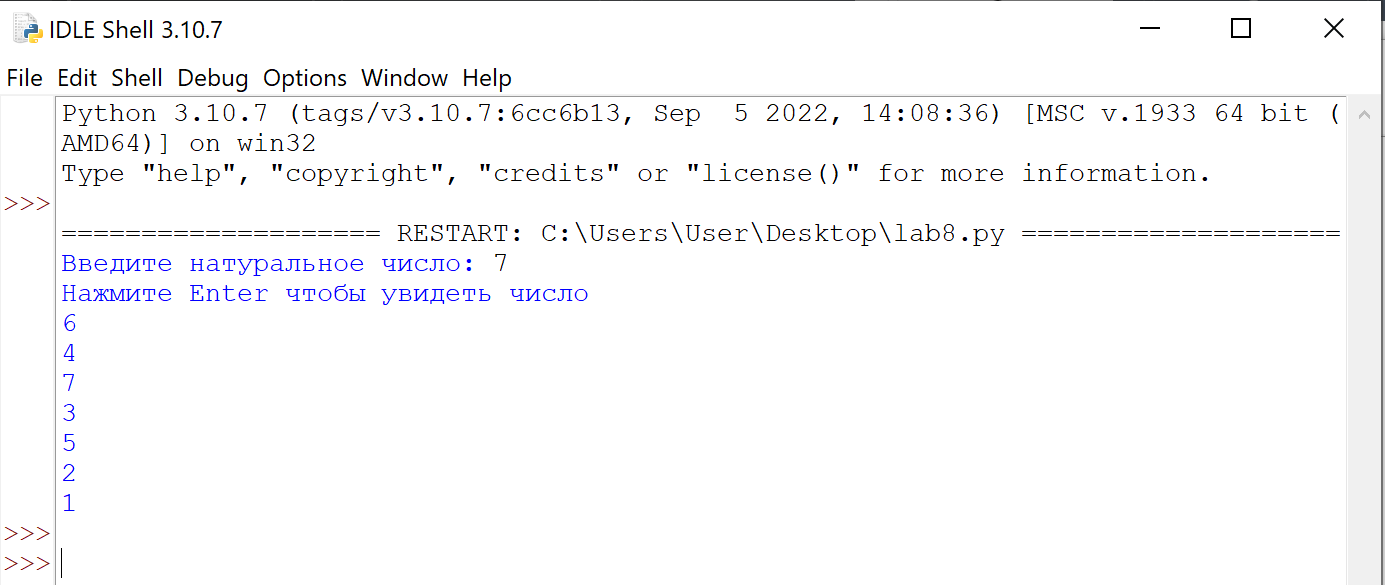 IDLE Shell 3.10.7
File Edit Shell Debug Options Window Help
Python 3.10.7 (tags/v3.10.7:6cc6b13, Sep  5 2022, 14:08:36) [MSC v.1933 64 bit (
AMD64)] on win32
Type "help", "copyright", "credits" or "license()" for more information.
>>>
==================== RESTART: C:\Users\User\Desktop\lab8.py ====================
Введите натуральное число: 7
Нажмите Enter чтобы увидеть число
6
4
7
3
5
2
1
>>>
>>>